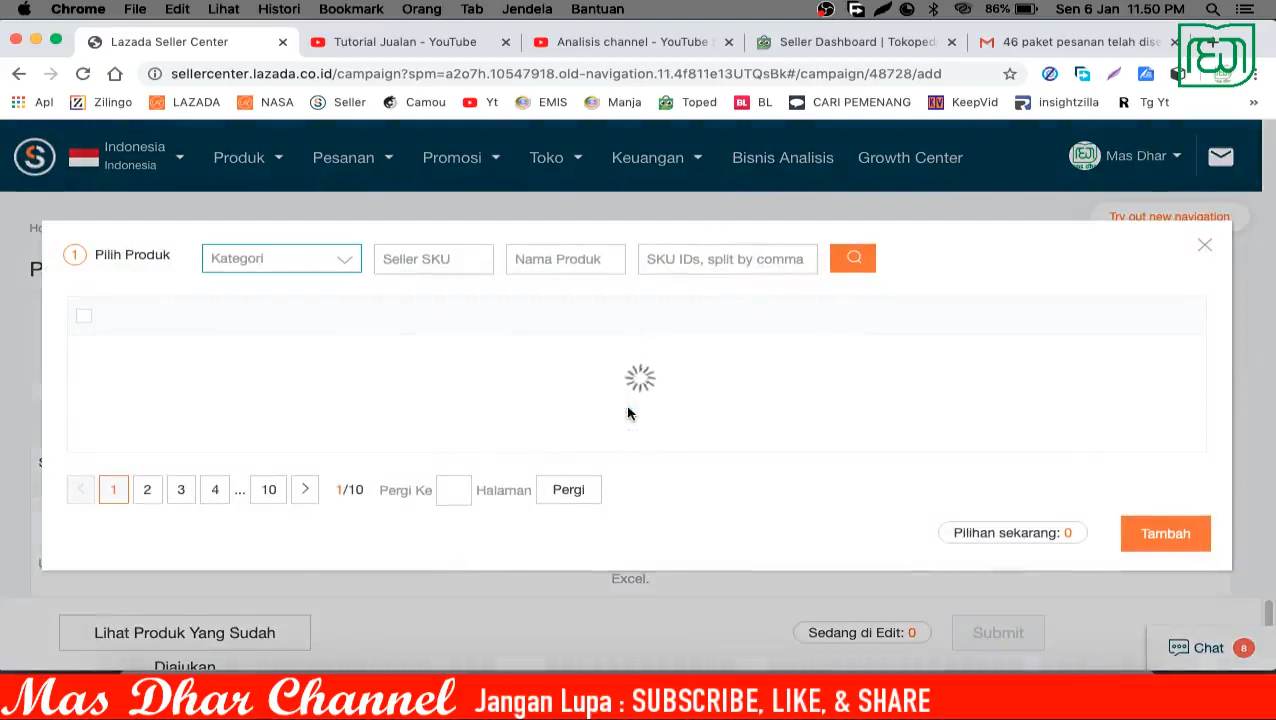 Chrome File Edit Lihat Histori Bookmark Orang Tab Jendela Bantuan 86% Sen 6 Jan 11.50 PM
Lazada Seller Center Tutorial Jualan - YouTube Analisis channel - YouTube Seller Dashboard | Tokoped 46 paket pesanan telah dise
sellercenter.lazada.co.id/campaign?spm=a2o7h.10547918.old-navigation.11.4f811e13UTQsBk#/campaign/48728/add
Apl Zilingo LAZADA NASA Seller Camou Yt EMIS Manja Toped BL BL CARI PEMENANG KV KeepVid insightzilla R Tg Yt »
Indonesia
Indonesia
Produk Pesanan Promosi Toko Keuangan Bisnis Analisis Growth Center Mas Dhar
Try out new navigation
1 Pilih Produk Kategori Seller SKU Nama Produk SKU IDs, split by comma
1 2 3 4 ... 10 1/10 Pergi Ke Halaman Pergi
Pilihan sekarang: 0 Tambah
Excel.
Lihat Produk Yang Sudah
Diajukan
Sedang di Edit: 0 Submit
Chat 8
Mas Dhar Channel Jangan Lupa : SUBSCRIBE, LIKE, & SHARE